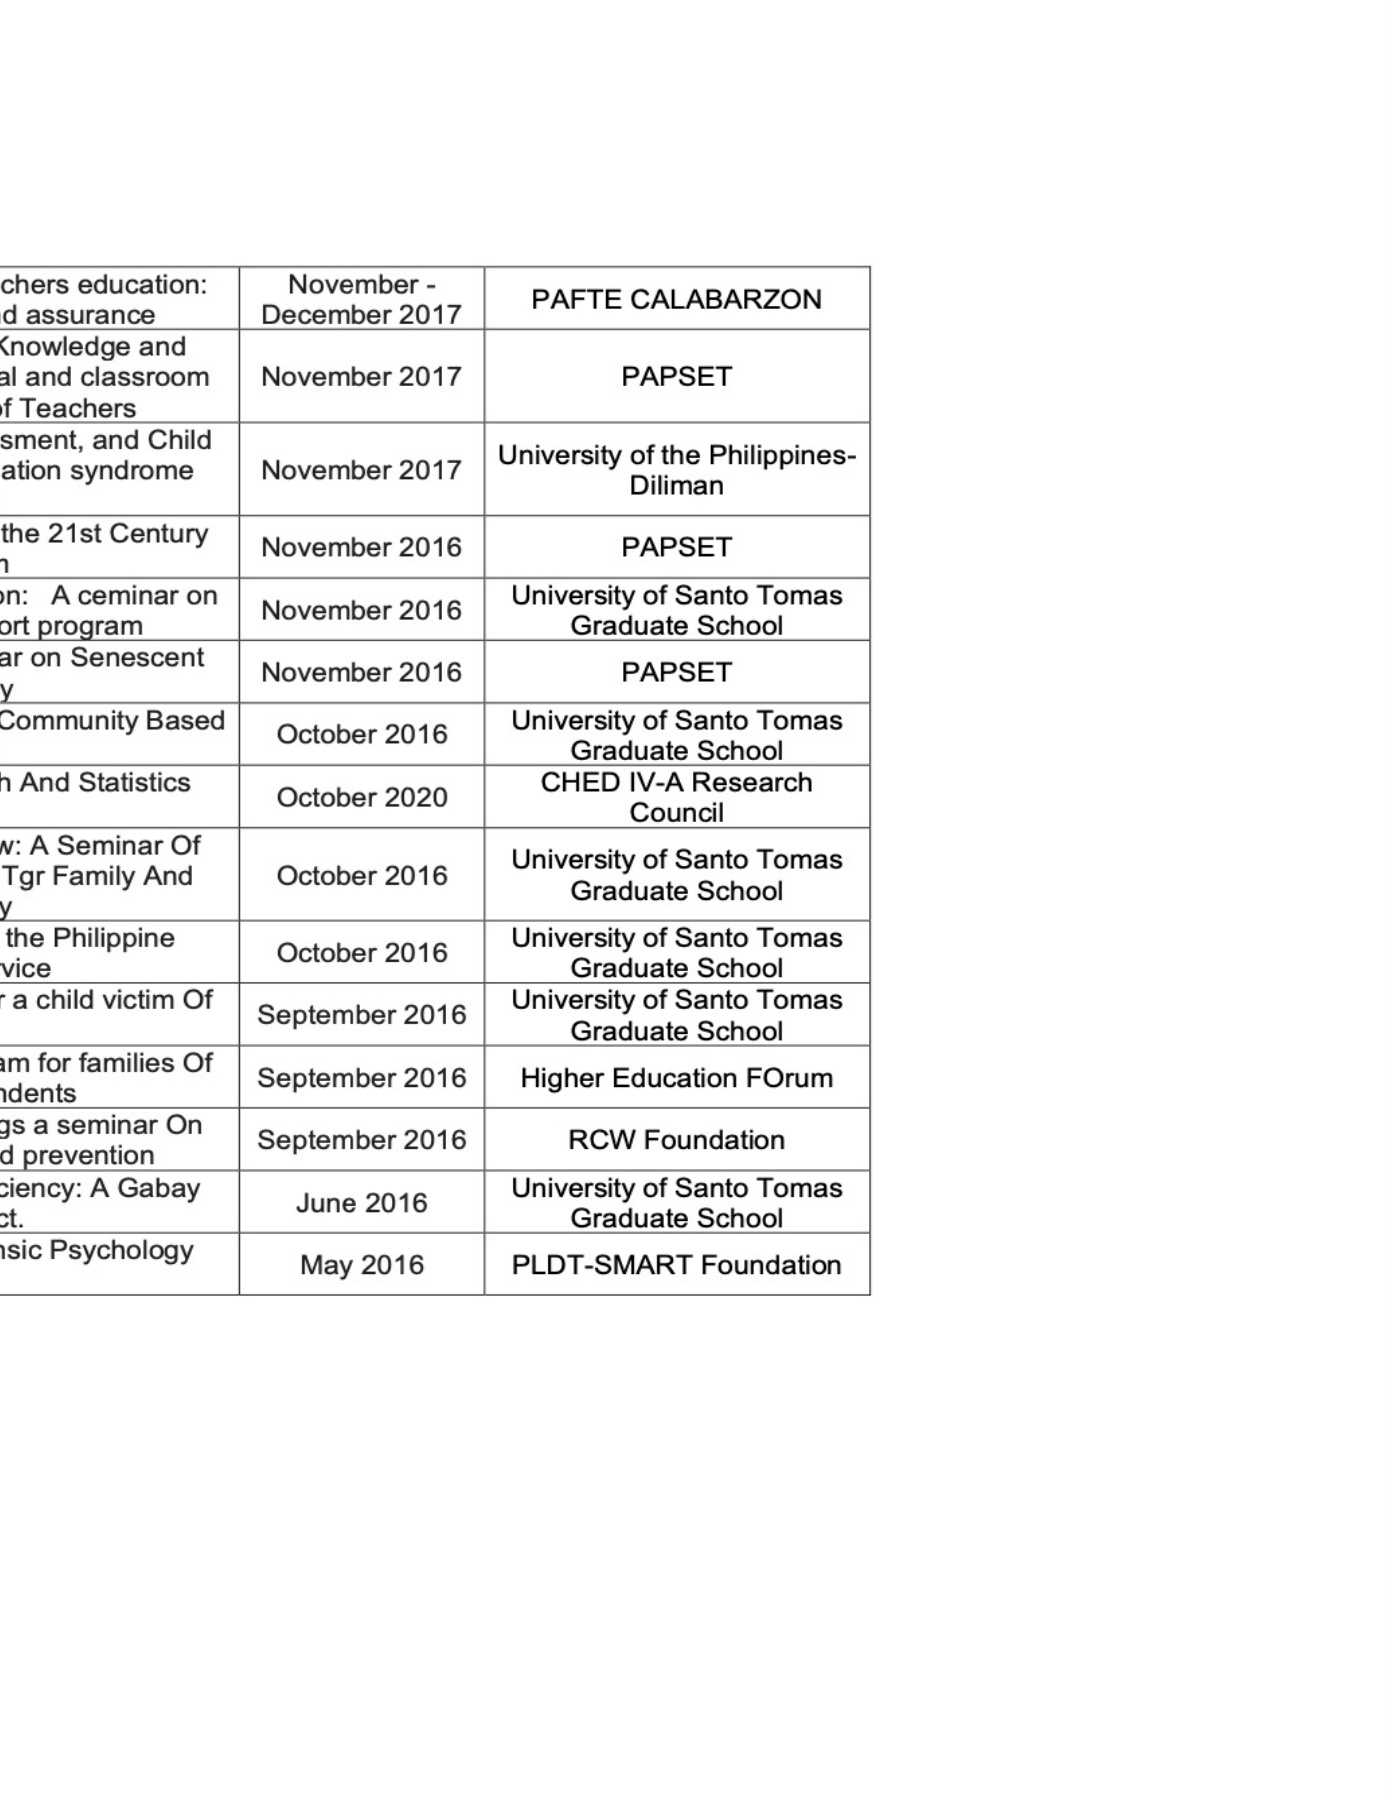 chers education:
d assurance
November -
December 2017
PAFTE CALABARZON
Knowledge and
al and classroom
of Teachers
November 2017
PAPSET
sment, and Child
ation syndrome
November 2017
University of the Philippines-
Diliman
the 21st Century
November 2016
PAPSET
on: A ceminar on
ort program
November 2016
University of Santo Tomas
Graduate School
ar on Senescent
y
November 2016
PAPSET
Community Based
October 2016
University of Santo Tomas
Graduate School
h And Statistics
October 2020
CHED IV-A Research
Council
w: A Seminar Of
Tgr Family And
y
October 2016
University of Santo Tomas
Graduate School
the Philippine
rvice
October 2016
University of Santo Tomas
Graduate School
r a child victim Of
September 2016
University of Santo Tomas
Graduate School
am for families Of
ndents
September 2016
Higher Education FOrum
gs a seminar On
d prevention
September 2016
RCW Foundation
ciency: A Gabay
ct.
June 2016
University of Santo Tomas
Graduate School
nsic Psychology
May 2016
PLDT-SMART Foundation